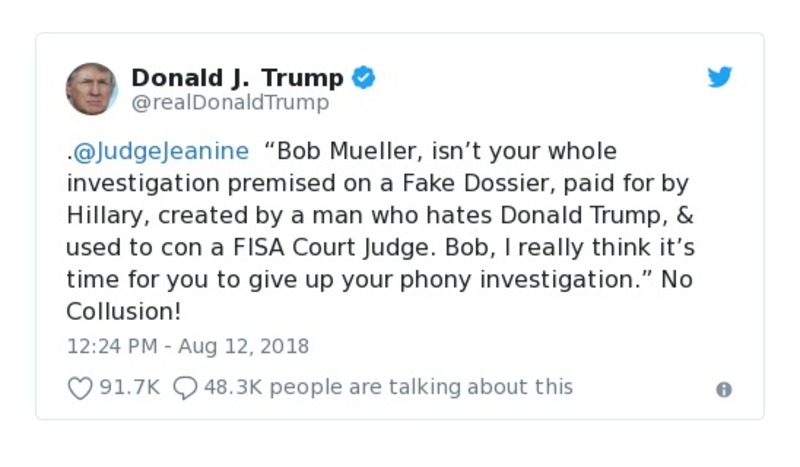 Donald J. Trump
@realDonaldTrump
.@JudgeJeanine “Bob Mueller, isn’t your whole
investigation premised on a Fake Dossier, paid for by
Hillary, created by a man who hates Donald Trump, &
used to con a FISA Court Judge. Bob, I really think it’s
time for you to give up your phony investigation.” No
Collusion!
12:24 PM - Aug 12, 2018
91.7K 48.3K people are talking about this